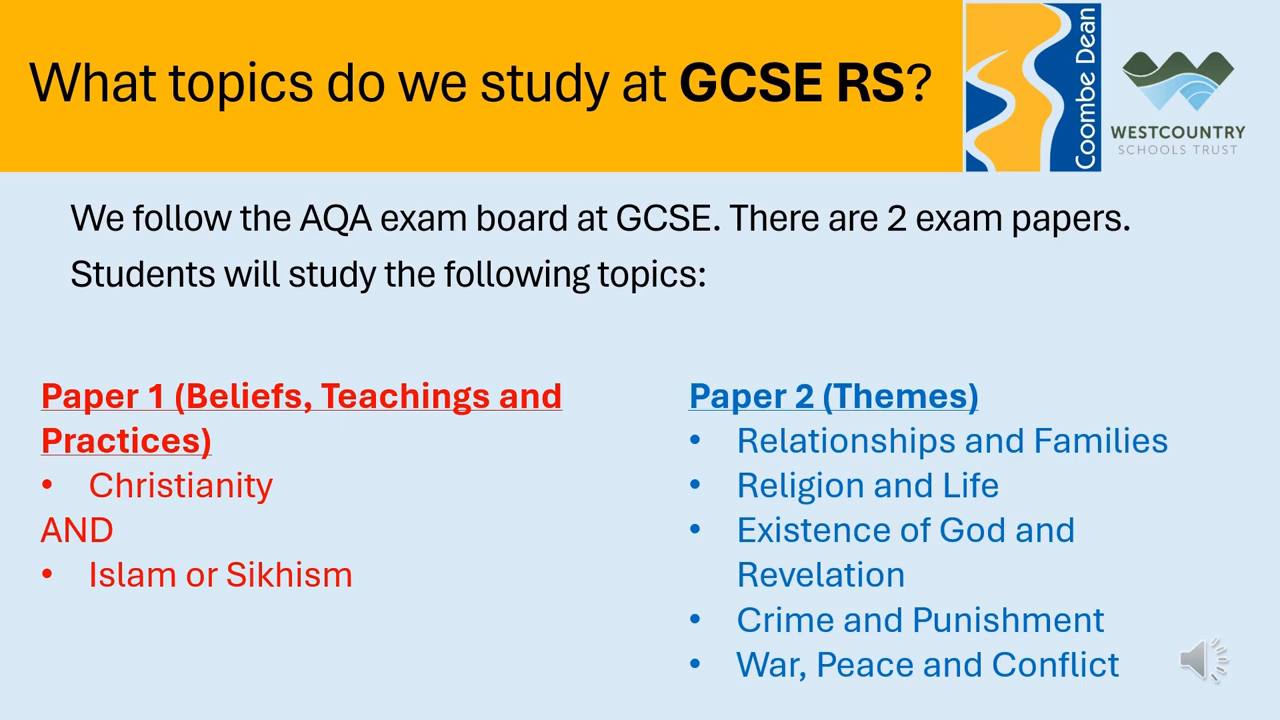 What topics do we study at GCSE RS?
Coombe Dean
WESTCOUNTRY
SCHOOLS TRUST
We follow the AQA exam board at GCSE. There are 2 exam papers.
Students will study the following topics:
Paper 1 (Beliefs, Teachings and
Practices)
• Christianity
AND
• Islam or Sikhism
Paper 2 (Themes)
• Relationships and Families
• Religion and Life
• Existence of God and
Revelation
• Crime and Punishment
• War, Peace and Conflict